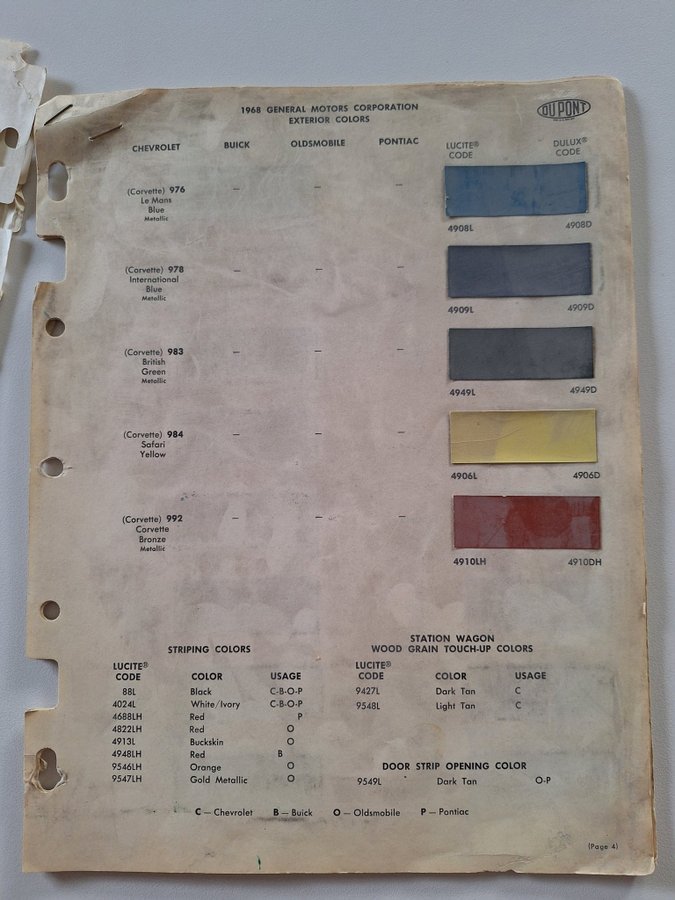 1968 GENERAL MOTORS CORPORATION
EXTERIOR COLORS
DU PONT
CHEVROLET BUICK OLDSMOBILE PONTIAC LUCITE® CODE DULUX® CODE
(Corvette) 976 – – –
Le Mans
Blue
Metallic
4908L 4908D
(Corvette) 978 – – –
International
Blue
Metallic
4909L 4909D
(Corvette) 983 – – –
British
Green
Metallic
4949L 4949D
(Corvette) 984 – – –
Safari
Yellow
4906L 4906D
(Corvette) 992 – – –
Corvette
Bronze
Metallic
4910LH 4910DH
STRIPING COLORS
LUCITE®
CODE COLOR USAGE
88L Black C-B-O-P
4024L White/Ivory C-B-O-P
4688LH Red P
4822LH Red O
4913L Buckskin O
4948LH Red B
9546LH Orange O
9547LH Gold Metallic O
STATION WAGON
WOOD GRAIN TOUCH-UP COLORS
LUCITE®
CODE COLOR USAGE
9427L Dark Tan C
9548L Light Tan C
DOOR STRIP OPENING COLOR
9549L Dark Tan O-P
C – Chevrolet B – Buick O – Oldsmobile P – Pontiac
(Page 4)